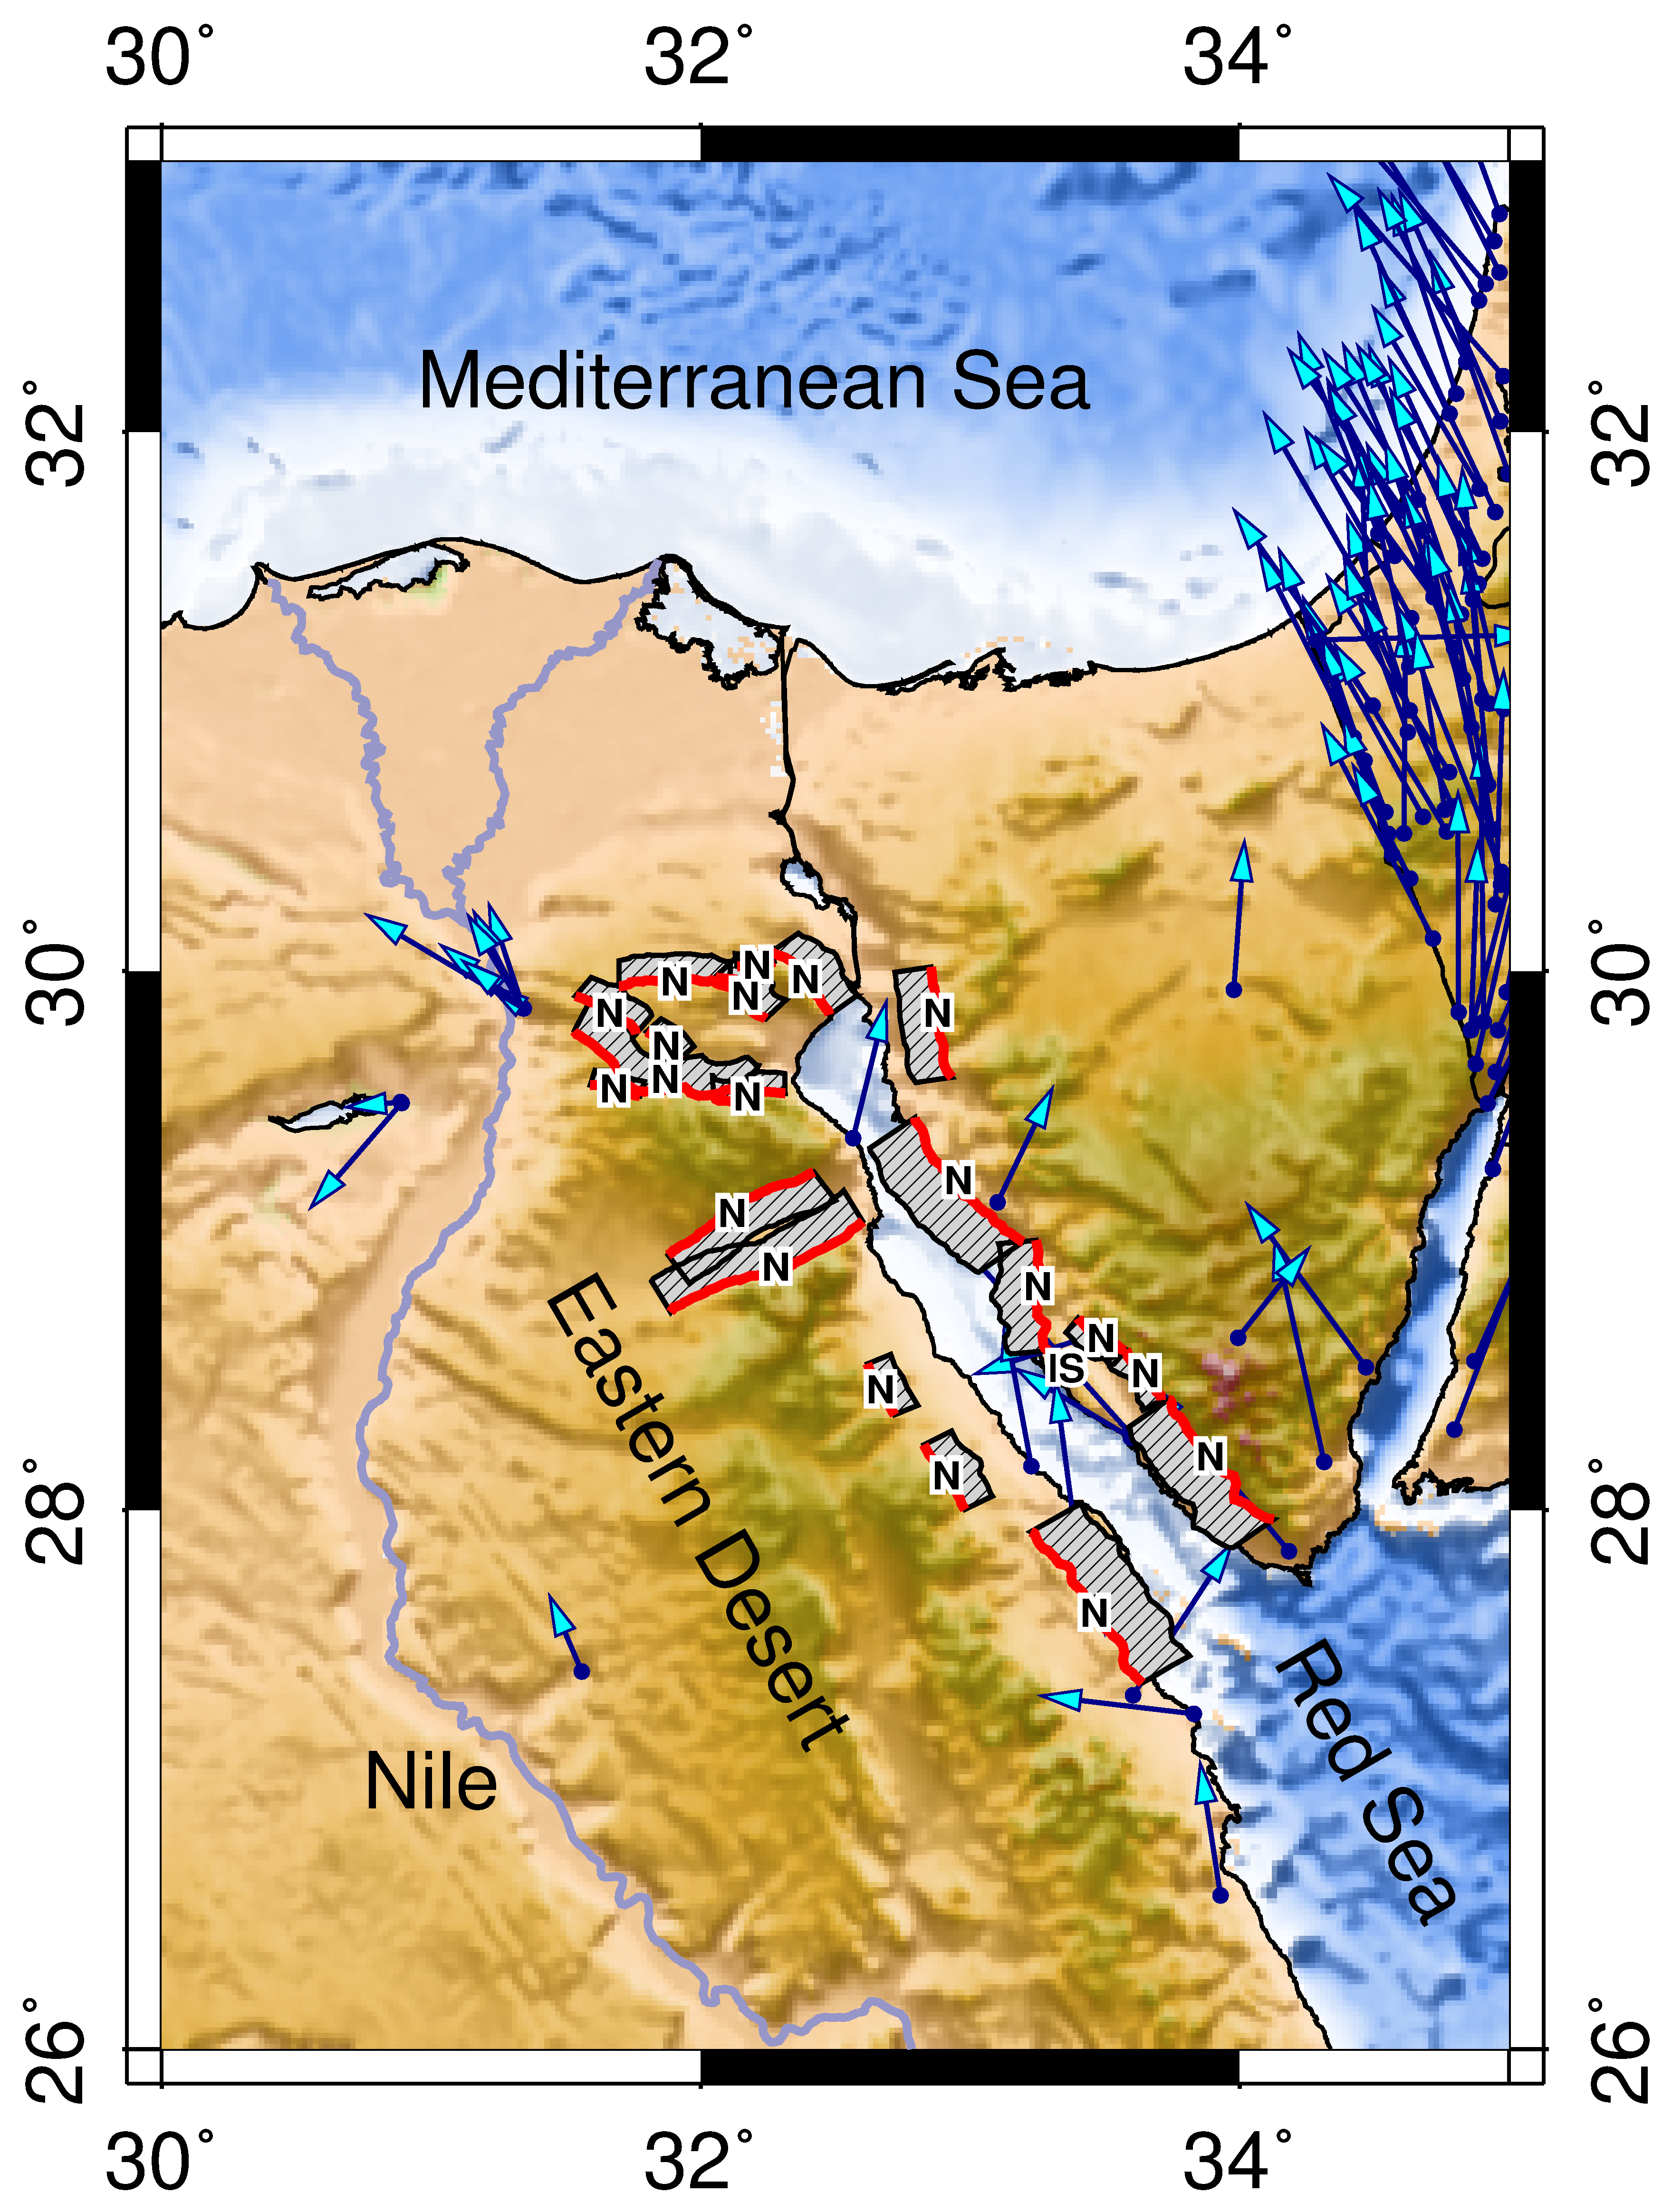 30° 32° 34°
Mediterranean Sea
32° 32°
30° 30°
N N N N
N N
N
N N N
N
N
N
N
N
IS
N
N
N
N
N
28° 28°
Eastern Desert
N
Red Sea
Nile
26° 26°
30° 32° 34°